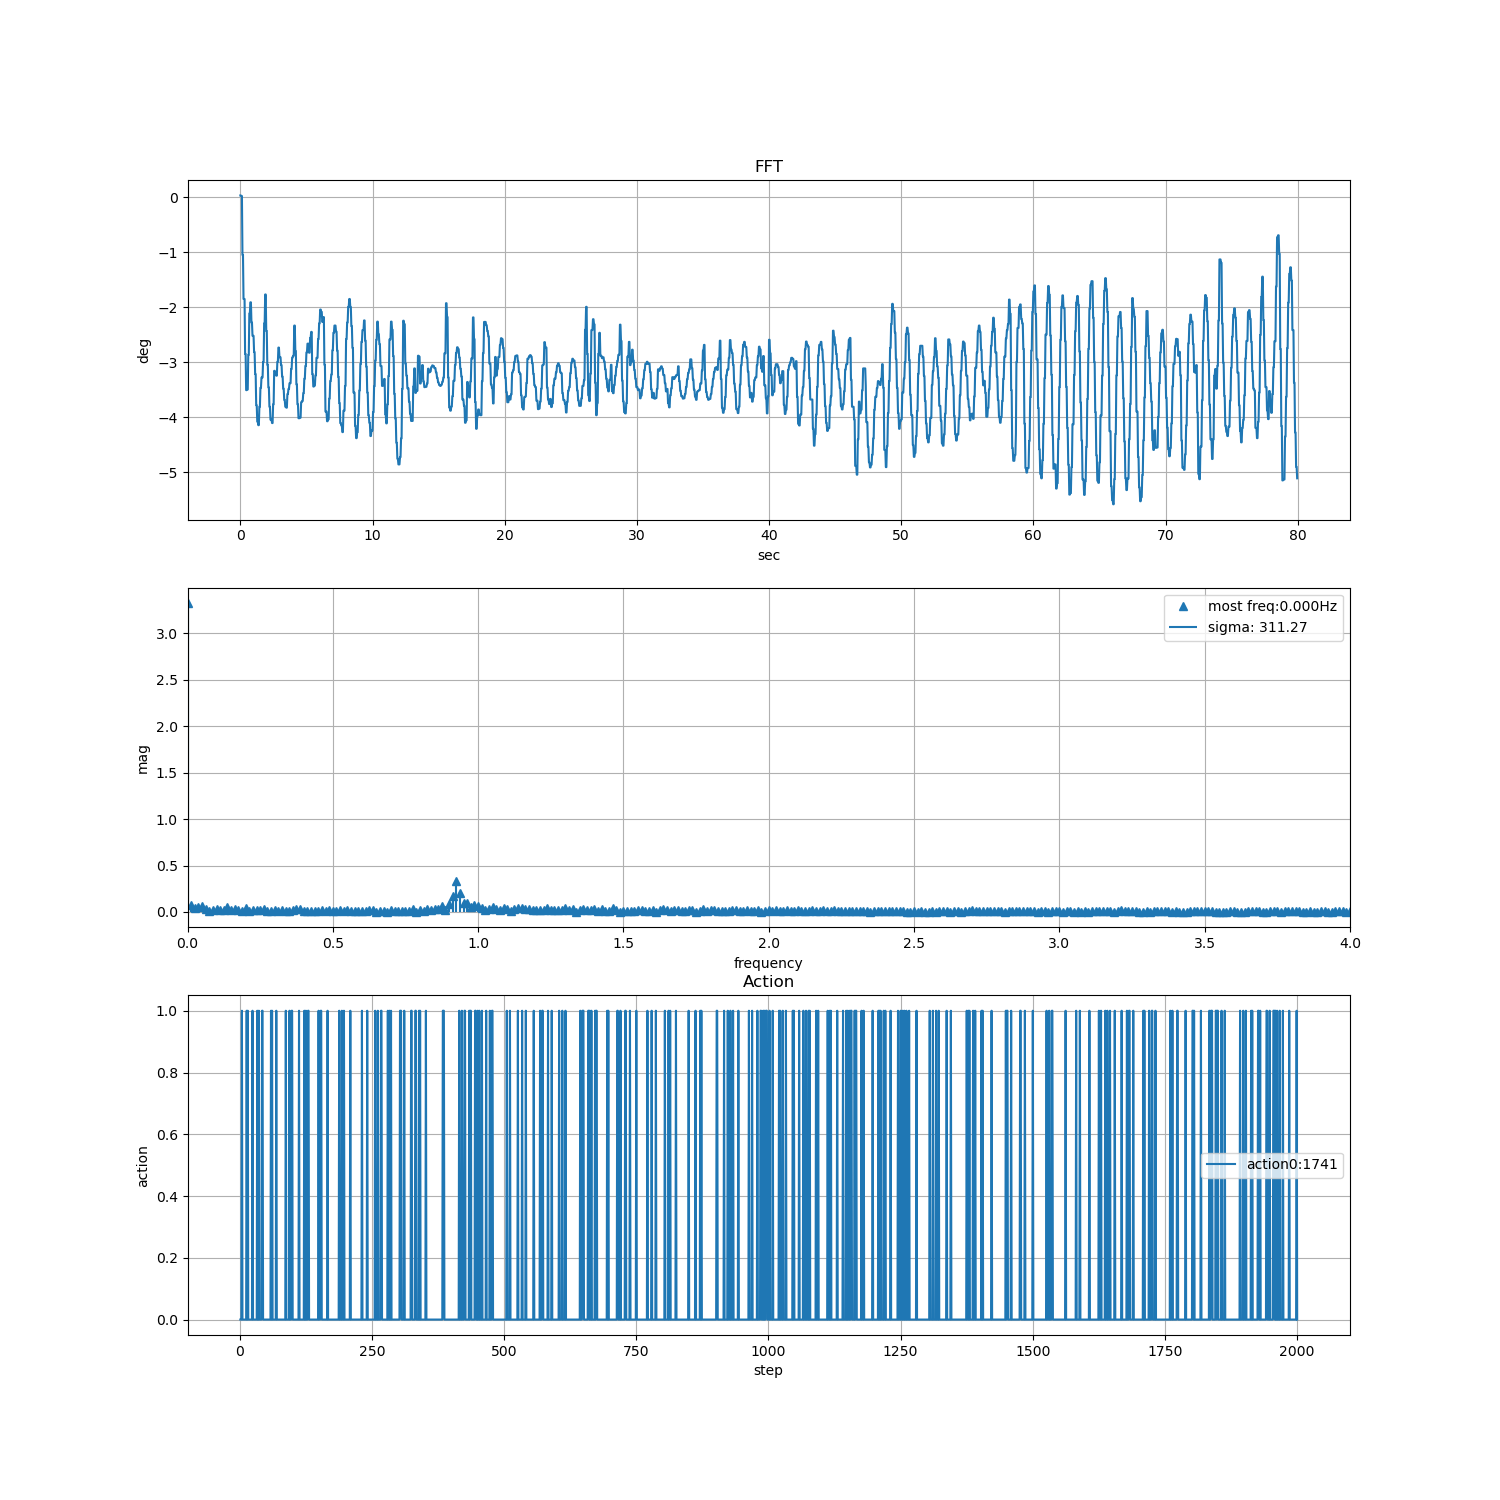 FFT
0
−1
−2
−3
−4
−5
deg
0 10 20 30 40 50 60 70 80
sec
3.0
2.5
2.0
1.5
1.0
0.5
0.0
mag
most freq:0.000Hz
sigma: 311.27
0.0 0.5 1.0 1.5 2.0 2.5 3.0 3.5 4.0
frequency
Action
1.0
0.8
0.6
0.4
0.2
0.0
action
action0:1741
0 250 500 750 1000 1250 1500 1750 2000
step